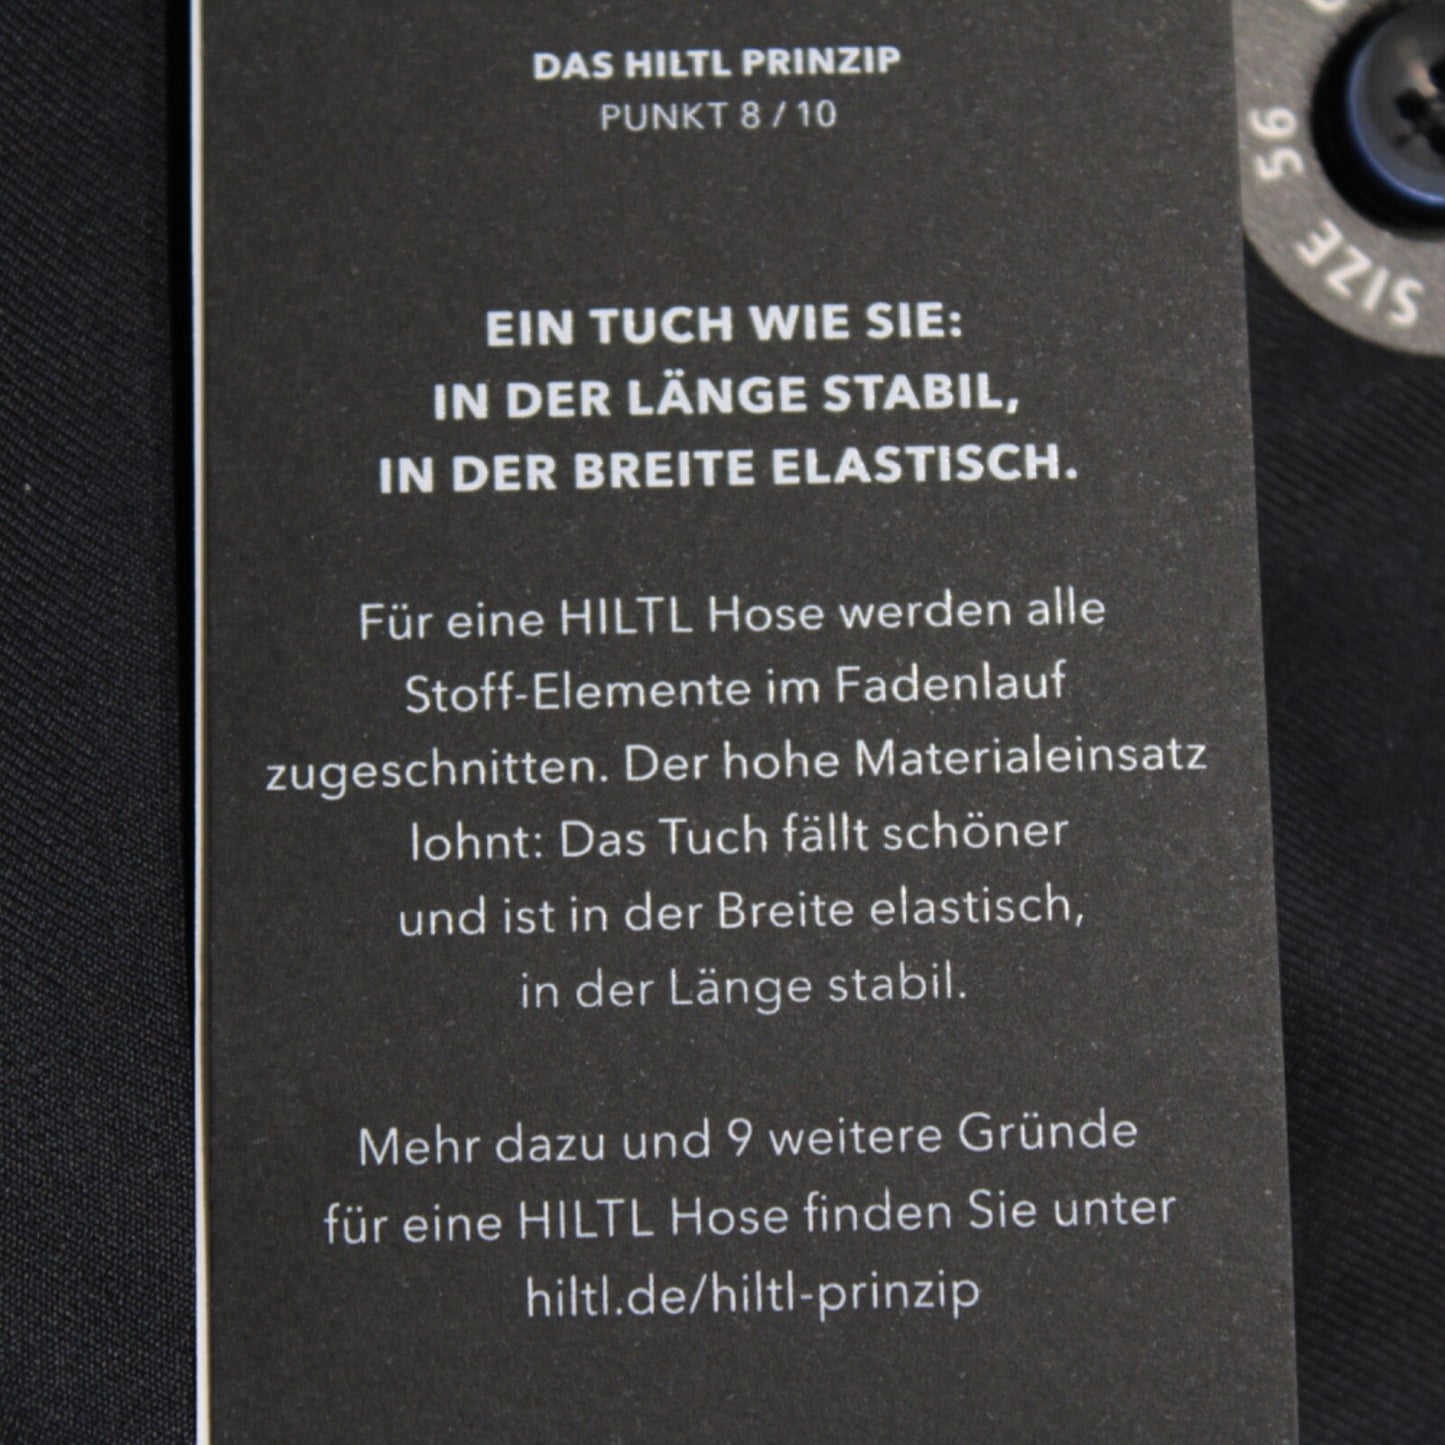 DAS HILTL PRINZIP
PUNKT 8 / 10
EIN TUCH WIE SIE:
IN DER LÄNGE STABIL,
IN DER BREITE ELASTISCH.
Für eine HILTL Hose werden alle
Stoff-Elemente im Fadenlauf
zugeschnitten. Der hohe Materialeinsatz
lohnt: Das Tuch fällt schöner
und ist in der Breite elastisch,
in der Länge stabil.
Mehr dazu und 9 weitere Gründe
für eine HILTL Hose finden Sie unter
hiltl.de/hiltl-prinzip
SIZE 56